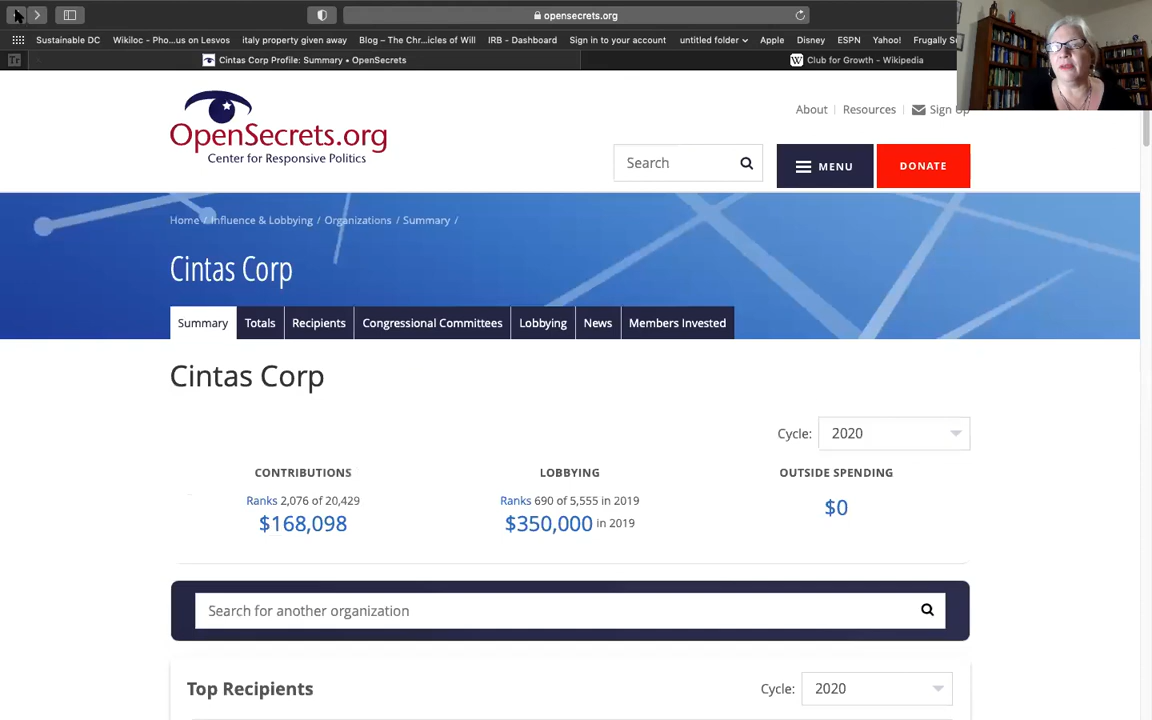 opensecrets.org
Sustainable DC
Wikiloc - Pho...us on Lesvos
italy property given away
Blog – The Chr...icles of Will
IRB - Dashboard
Sign in to your account
untitled folder
Apple
Disney
ESPN
Yahoo!
Frugally
Cintas Corp Profile: Summary • OpenSecrets
W Club for Growth - Wikipedia
About
Resources
Sign
OpenSecrets.org
Center for Responsive Politics
Search
MENU
DONATE
Home / Influence & Lobbying / Organizations / Summary /
Cintas Corp
Summary
Totals
Recipients
Congressional Committees
Lobbying
News
Members Invested
Cintas Corp
Cycle: 2020
CONTRIBUTIONS
Ranks 2,076 of 20,429
$168,098
LOBBYING
Ranks 690 of 5,555 in 2019
$350,000 in 2019
OUTSIDE SPENDING
$0
Search for another organization
Top Recipients
Cycle: 2020